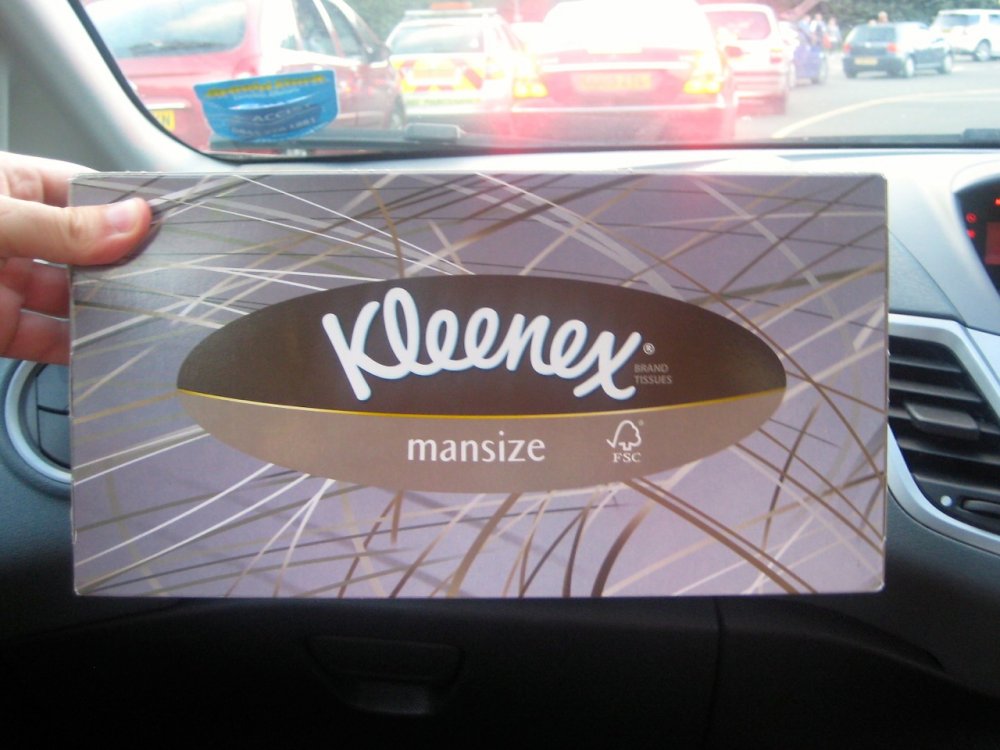 Kleenex®
BRAND
TISSUES
mansize
FSC